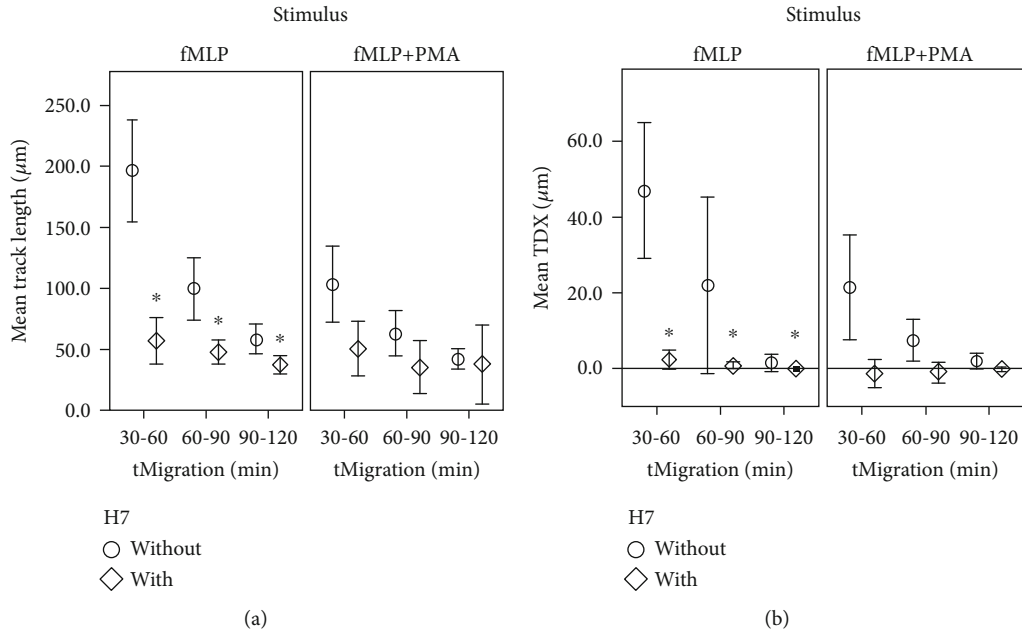 Stimulus
fMLP
fMLP+PMA
Mean track length (μm)
250.0
200.0
150.0
100.0
50.0
0.0
*
*
*
30-60 60-90 90-120
30-60 60-90 90-120
tMigration (min)
tMigration (min)
H7
Without
With
(a)
Stimulus
fMLP
fMLP+PMA
Mean TDX (μm)
60.0
40.0
20.0
0.0
*
*
*
30-60 60-90 90-120
30-60 60-90 90-120
tMigration (min)
tMigration (min)
H7
Without
With
(b)